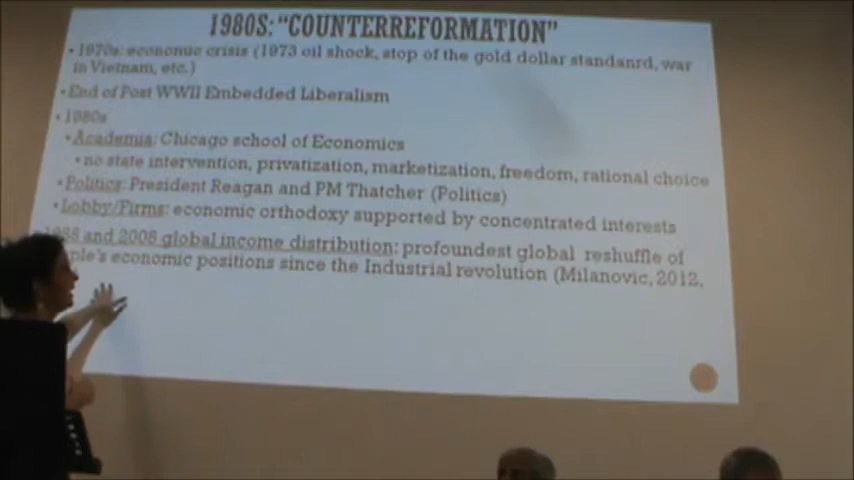 1980S: “COUNTERREFORMATION”
• 1970s: economic crisis (1973 oil shock, stop of the gold dollar standanrd, war
in Vietnam, etc.)
• End of Post WWII Embedded Liberalism
• 1980s
• Academia: Chicago school of Economics
• no state intervention, privatization, marketization, freedom, rational choice
• Politics: President Reagan and PM Thatcher (Politics)
• Lobby/Firms: economic orthodoxy supported by concentrated interests
1988 and 2008 global income distribution: profoundest global reshuffle of
economic positions since the Industrial revolution (Milanovic, 2012,